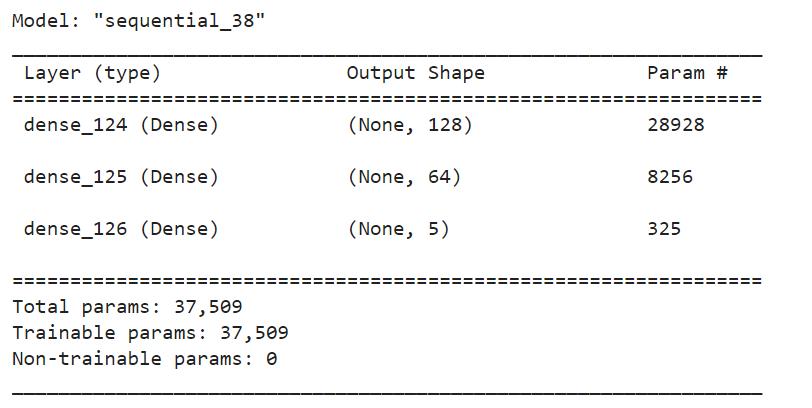 Model: "sequential_38"
Layer (type) Output Shape Param #
dense_124 (Dense) (None, 128) 28928
dense_125 (Dense) (None, 64) 8256
dense_126 (Dense) (None, 5) 325
Total params: 37,509
Trainable params: 37,509
Non-trainable params: 0